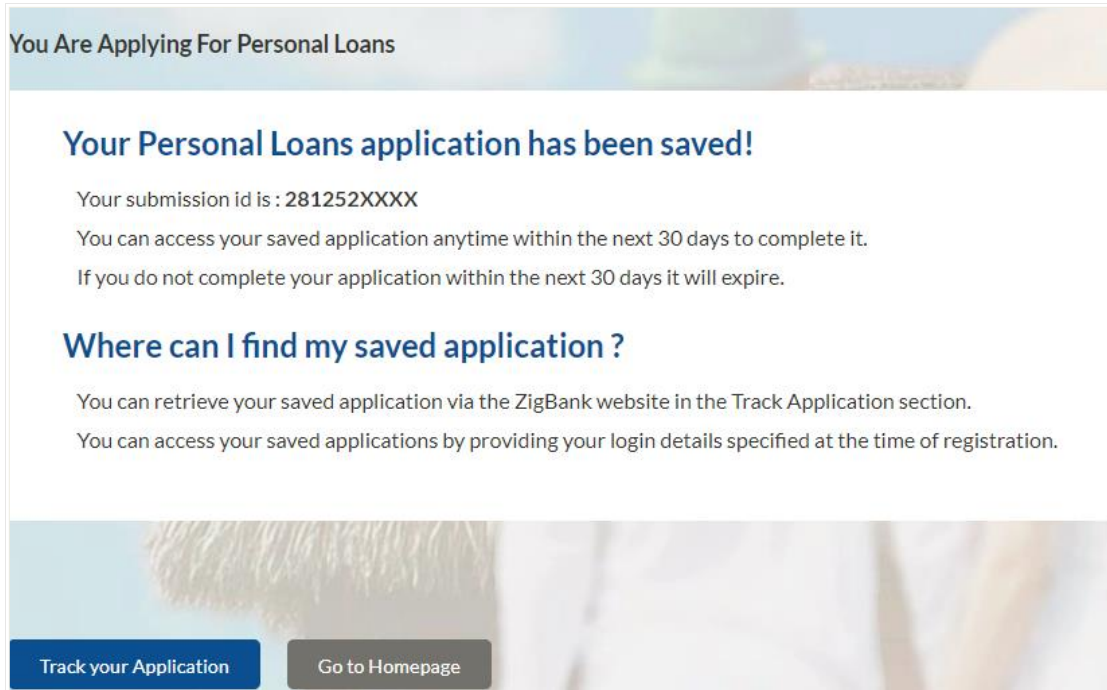 You Are Applying For Personal Loans
Your Personal Loans application has been saved!
Your submission id is : 281252XXXX
You can access your saved application anytime within the next 30 days to complete it.
If you do not complete your application within the next 30 days it will expire.
Where can I find my saved application ?
You can retrieve your saved application via the ZigBank website in the Track Application section.
You can access your saved applications by providing your login details specified at the time of registration.
Track your Application
Go to Homepage